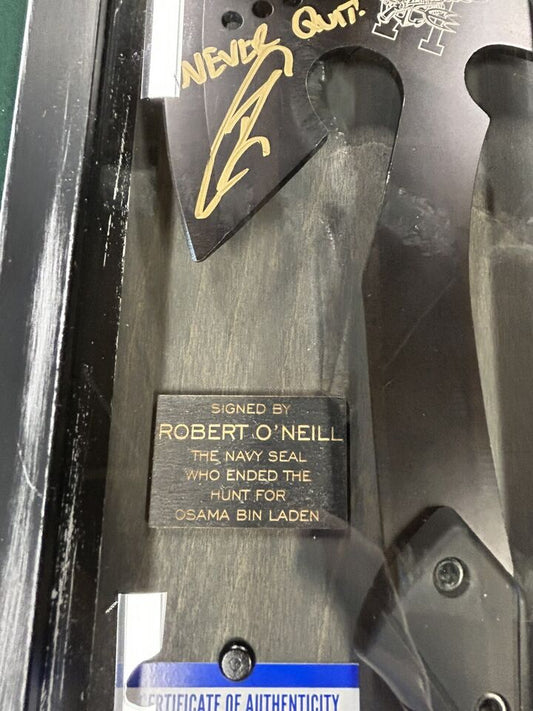 NEVER QUIT!
SIGNED BY
ROBERT O'NEILL
THE NAVY SEAL
WHO ENDED THE
HUNT FOR
OSAMA BIN LADEN
CERTIFICATE OF AUTHENTICITY